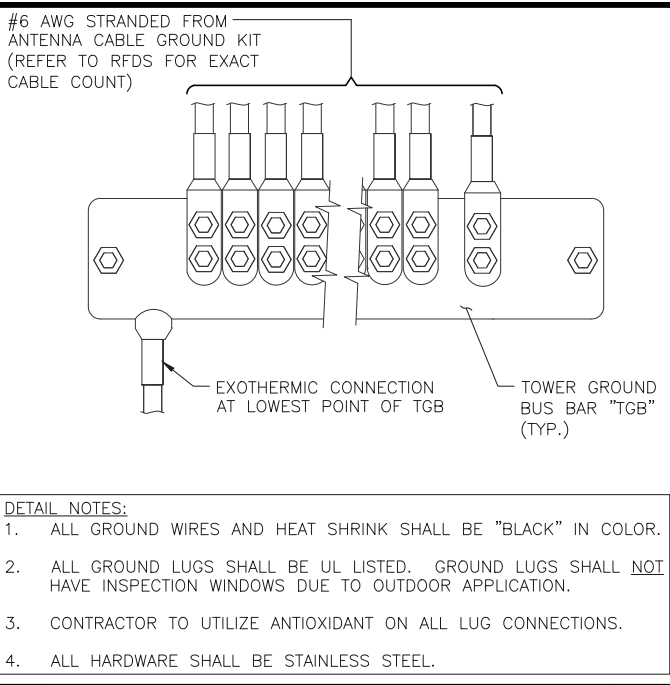 #6 AWG STRANDED FROM
ANTENNA CABLE GROUND KIT
(REFER TO RFDS FOR EXACT
CABLE COUNT)
EXOTHERMIC CONNECTION
AT LOWEST POINT OF TGB
TOWER GROUND
BUS BAR "TGB"
(TYP.)
DETAIL NOTES:
1. ALL GROUND WIRES AND HEAT SHRINK SHALL BE "BLACK" IN COLOR.
2. ALL GROUND LUGS SHALL BE UL LISTED. GROUND LUGS SHALL NOT
HAVE INSPECTION WINDOWS DUE TO OUTDOOR APPLICATION.
3. CONTRACTOR TO UTILIZE ANTIOXIDANT ON ALL LUG CONNECTIONS.
4. ALL HARDWARE SHALL BE STAINLESS STEEL.